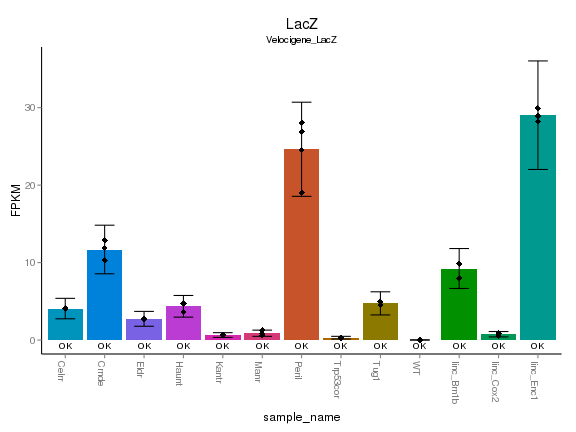 LacZ
Velocigene_LacZ
FPKM
30
20
10
0
OK OK OK OK OK OK OK OK OK OK OK OK OK
Celrr Crnde Eldr Haunt Kantr Manr Peril Trp53cor Tug1 WT linc_Brn1b linc_Cox2 linc_Enc1
sample_name